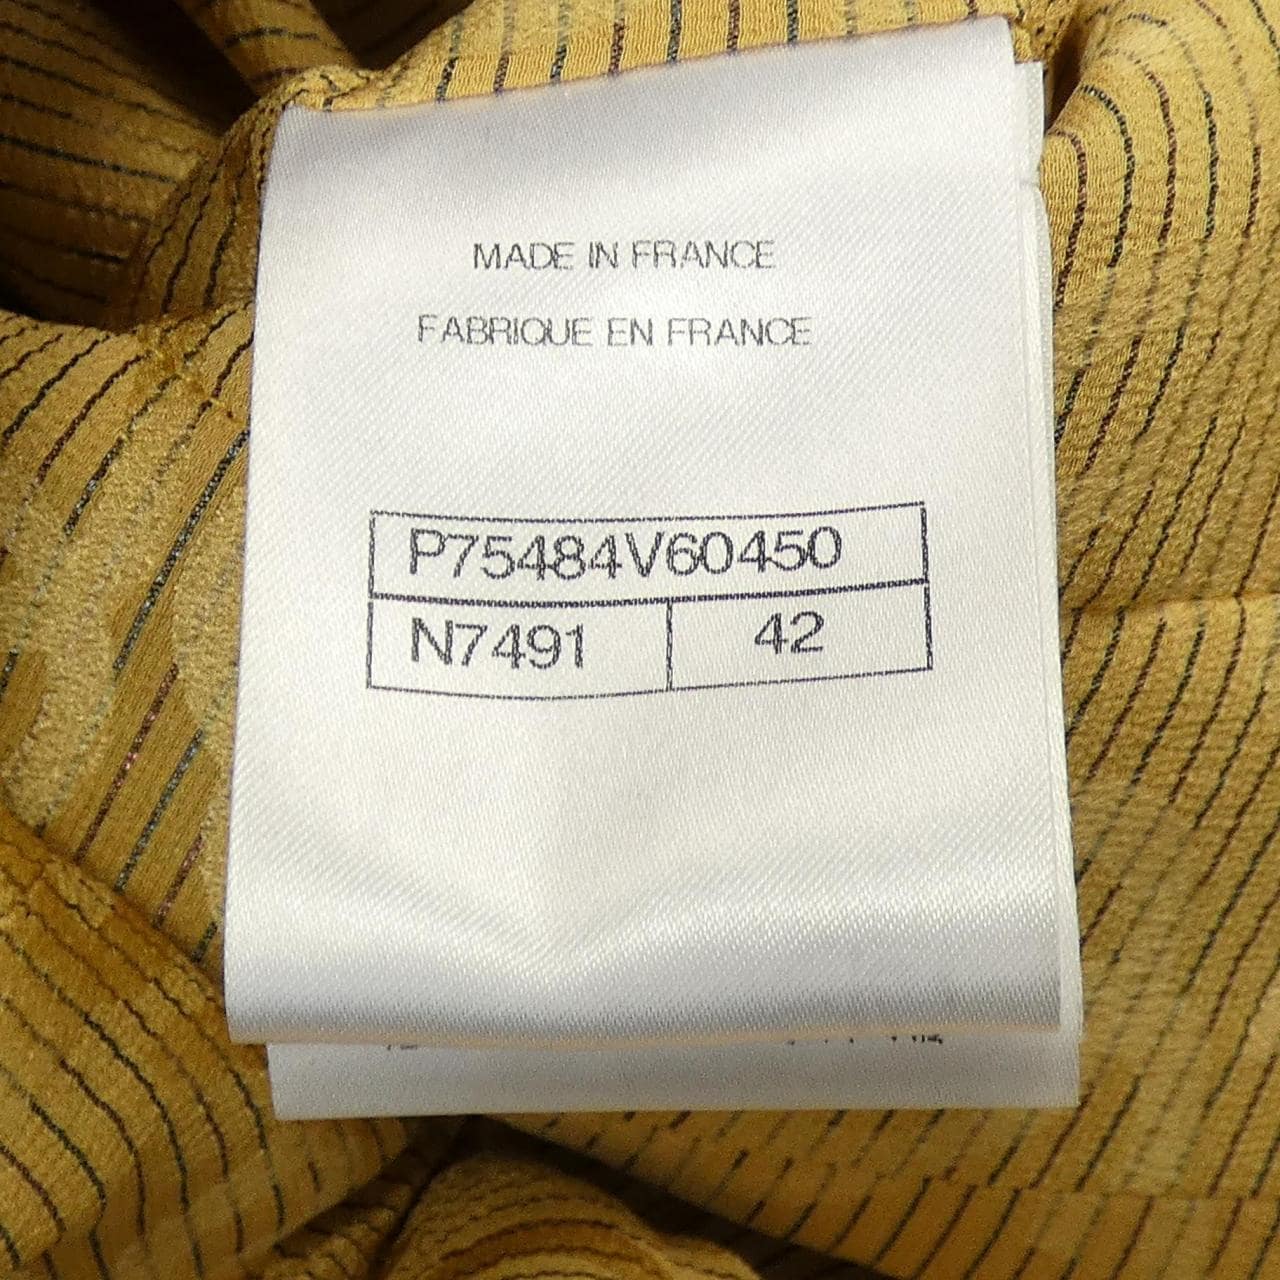 MADE IN FRANCE
FABRIQUE EN FRANCE
P75484V60450
N7491 42